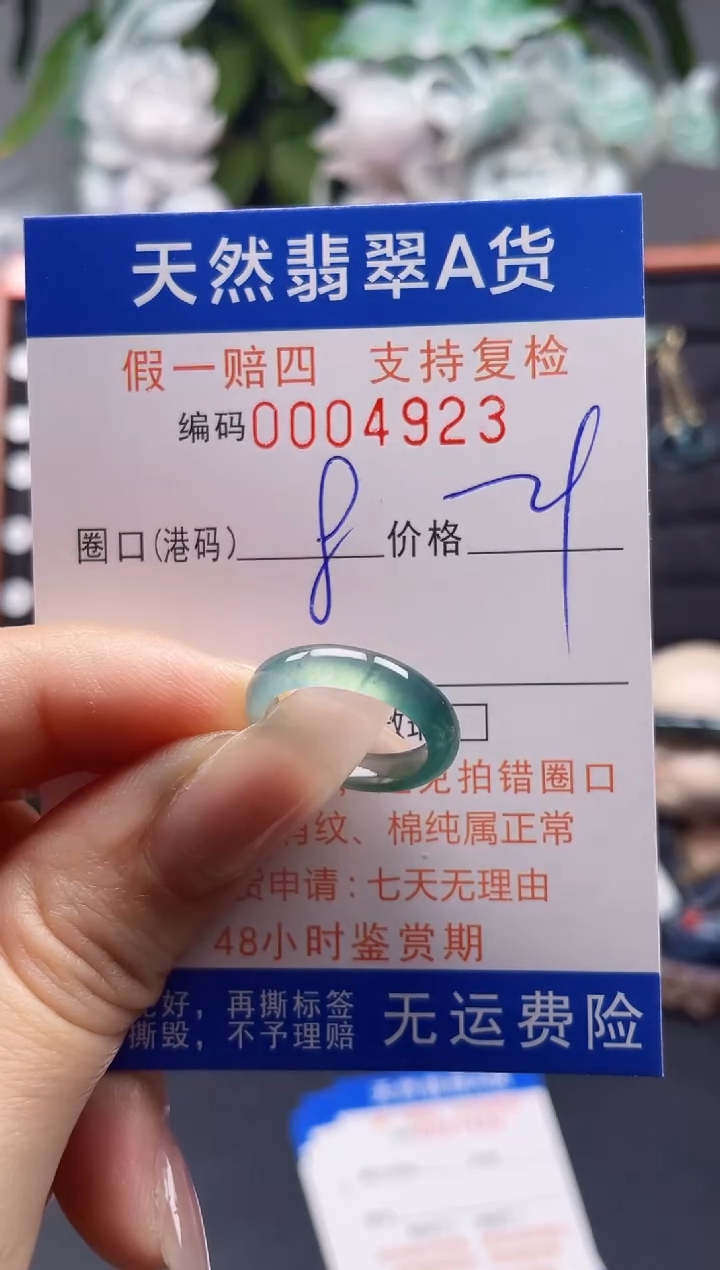 天然翡翠A货
假一赔四 支持复检
编码0004923
圈口(港码) 8 价格
拍错圈口
纹、棉纯属正常
货申请:七天无理由
48小时鉴赏期
好，再撕标签
撕毁，不予理赔
无运费险